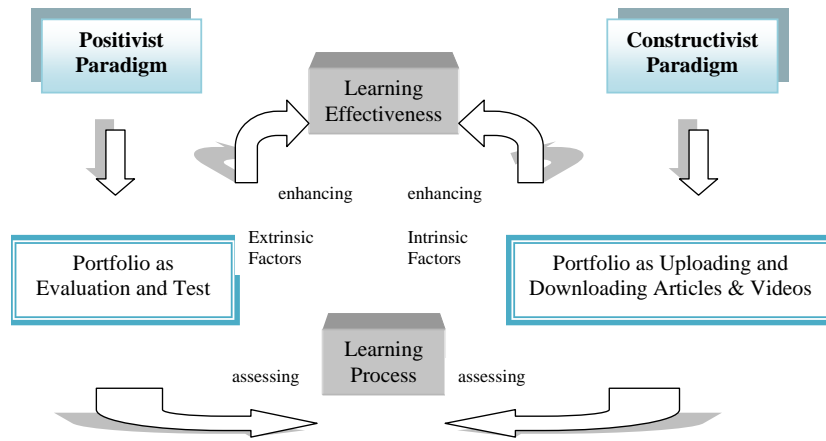 Positivist
Paradigm
Constructivist
Paradigm
Learning
Effectiveness
enhancing
enhancing
Extrinsic
Factors
Intrinsic
Factors
Portfolio as
Evaluation and Test
Portfolio as Uploading and
Downloading Articles & Videos
Learning
Process
assessing
assessing